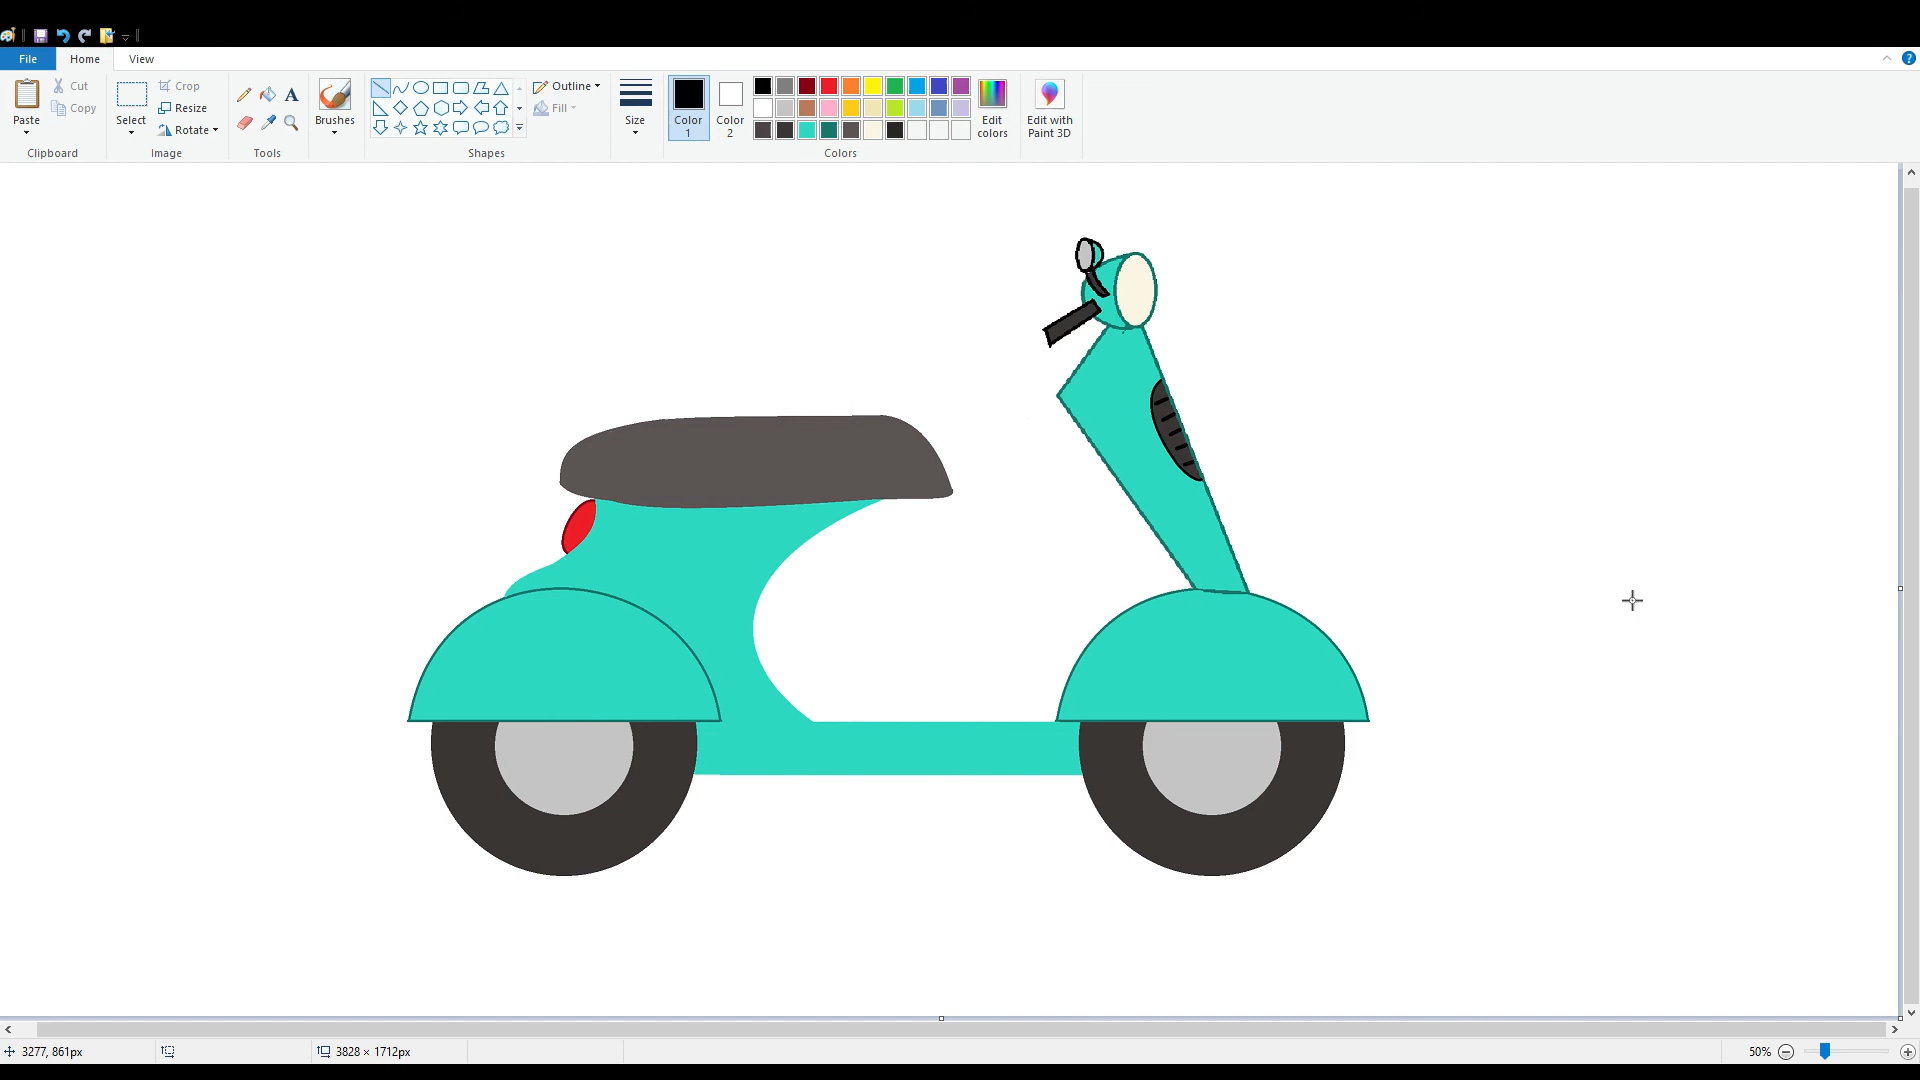 File Home View
Paste Cut Copy
Clipboard
Select Crop Resize Rotate
Image
A
Tools
Brushes
Outline Fill
Shapes
Size
Color 1
Color 2
Edit colors
Colors
Edit with Paint 3D
3277, 861px
3828 × 1712px
50%